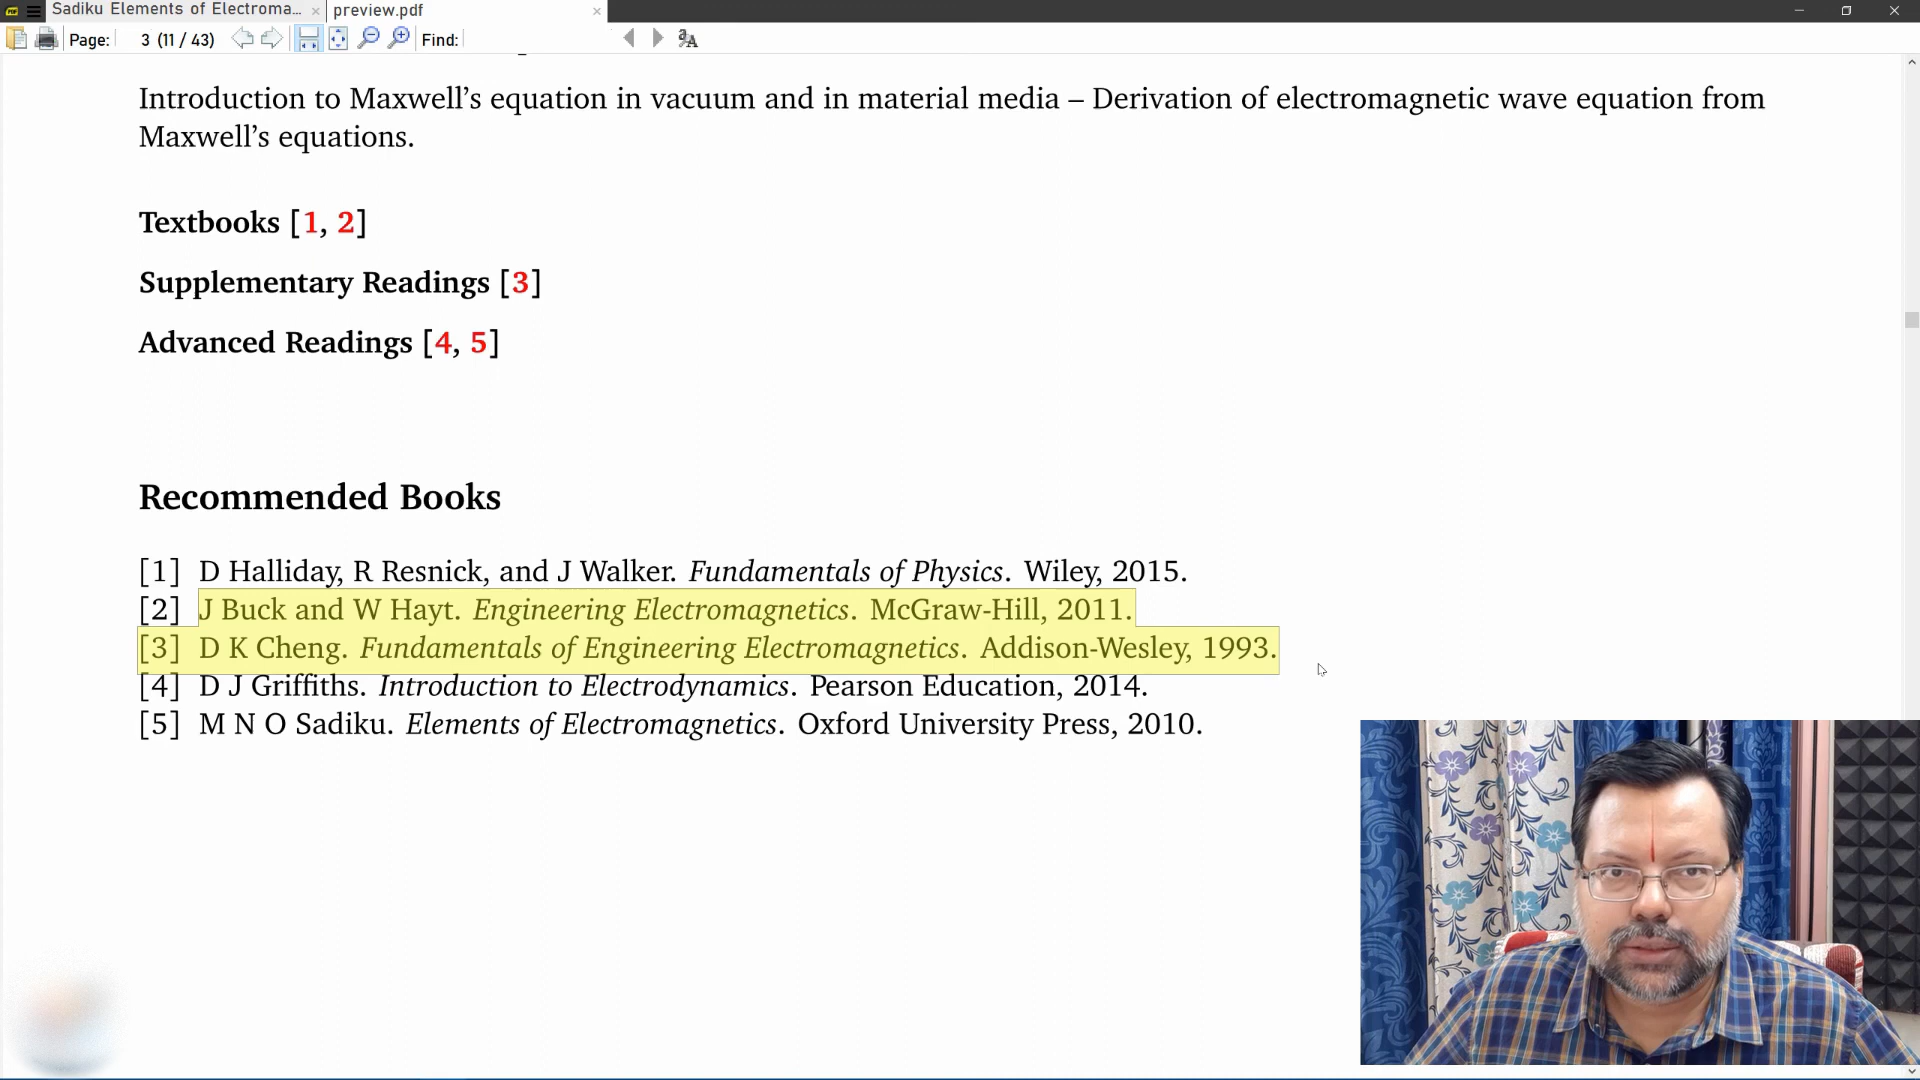 Sadiku Elements of Electroma...
preview.pdf
Page: 3 (11 / 43)
Find:
Introduction to Maxwell's equation in vacuum and in material media – Derivation of electromagnetic wave equation from
Maxwell's equations.
Textbooks [1, 2]
Supplementary Readings [3]
Advanced Readings [4, 5]
Recommended Books
[1] D Halliday, R Resnick, and J Walker. Fundamentals of Physics. Wiley, 2015.
[2] J Buck and W Hayt. Engineering Electromagnetics. McGraw-Hill, 2011.
[3] D K Cheng. Fundamentals of Engineering Electromagnetics. Addison-Wesley, 1993.
[4] D J Griffiths. Introduction to Electrodynamics. Pearson Education, 2014.
[5] M N O Sadiku. Elements of Electromagnetics. Oxford University Press, 2010.